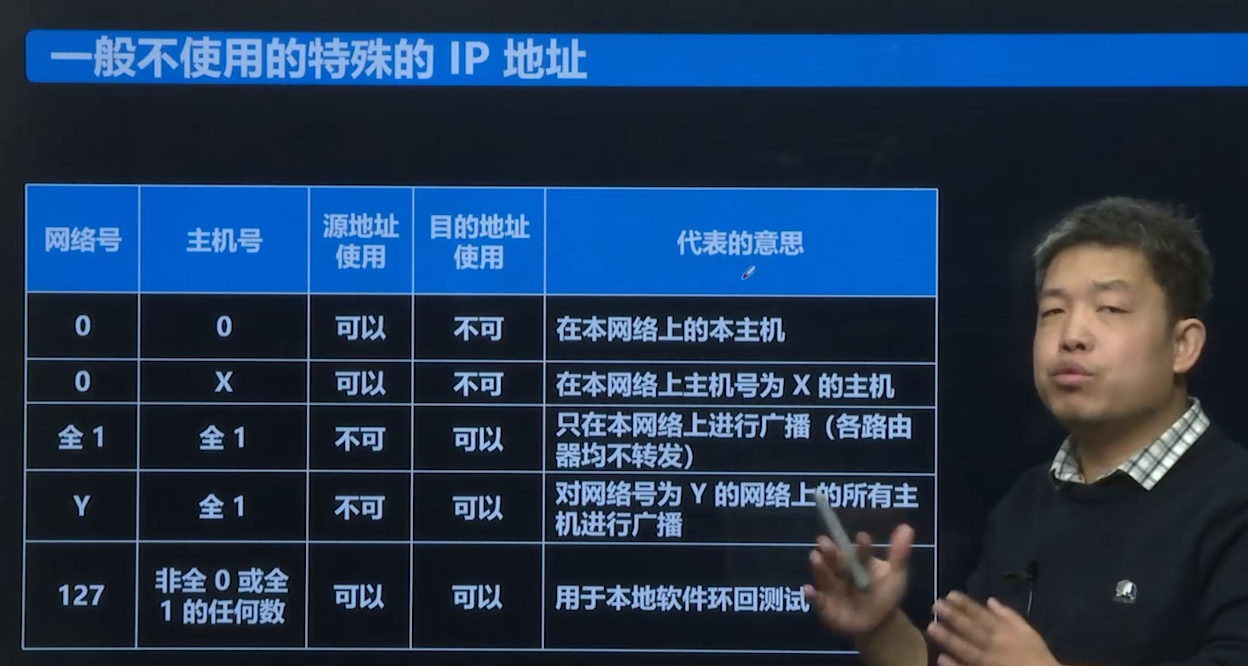 一般不使用的特殊的 IP 地址
网络号 主机号 源地址使用 目的地址使用 代表的意思
0 0 可以 不可 在本网络上的本主机
0 X 可以 不可 在本网络上主机号为 X 的主机
全 1 全 1 不可 可以 只在本网络上进行广播（各路由
器均不转发）
Y 全 1 不可 可以 对网络号为 Y 的网络上的所有主
机进行广播
127 非全 0 或全 1 的任何数 可以 可以 用于本地软件环回测试